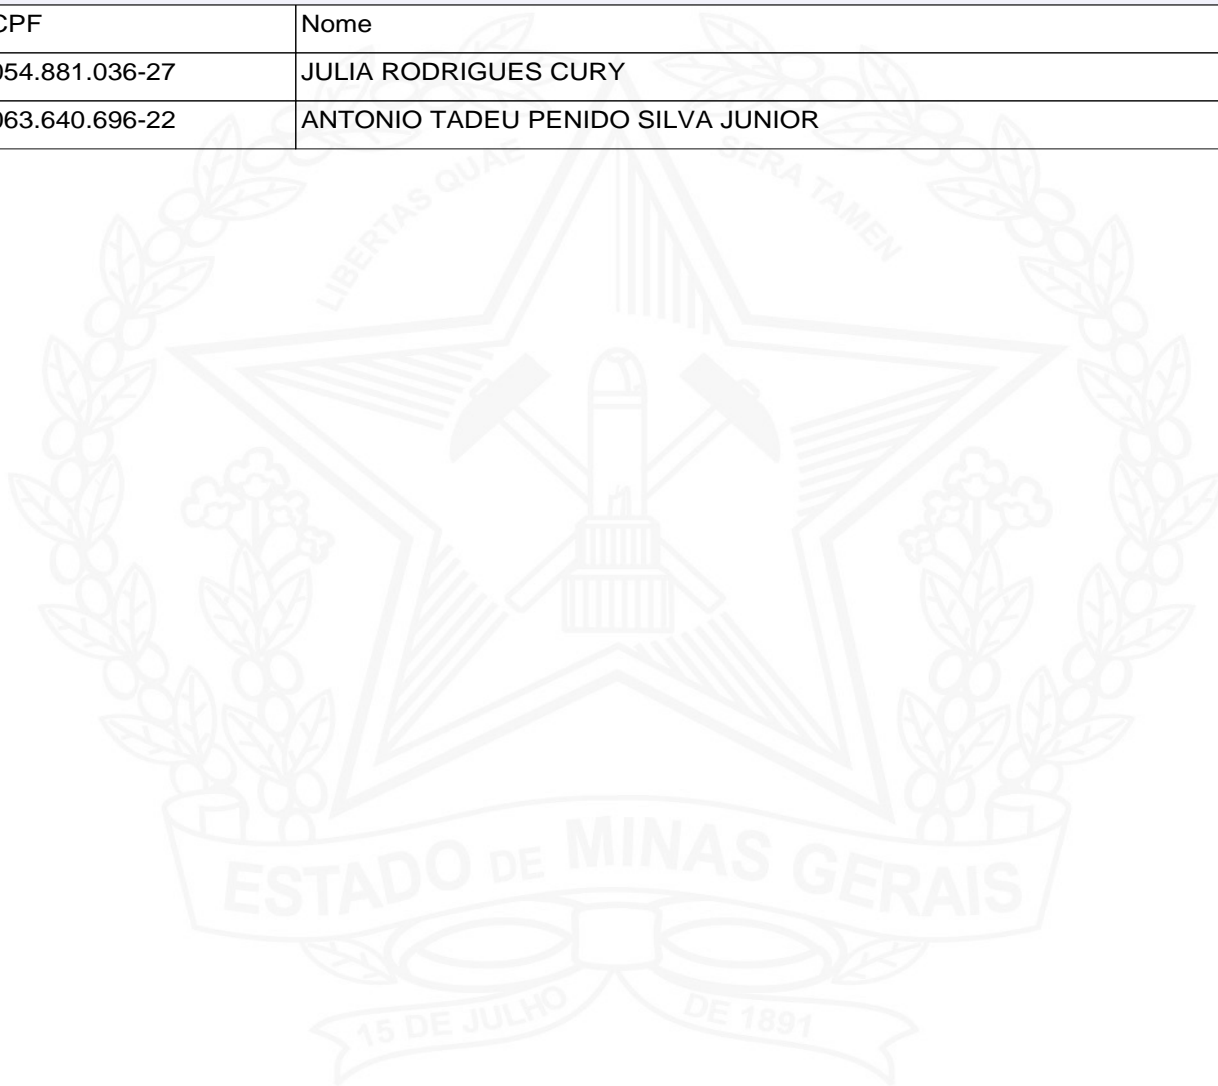 CPF Nome
054.881.036-27 JULIA RODRIGUES CURY
063.640.696-22 ANTONIO TADEU PENIDO SILVA JUNIOR
LIBERTAS QUAE SERA TAMEN
ESTADO DE MINAS GERAIS
15 DE JULHO DE 1891